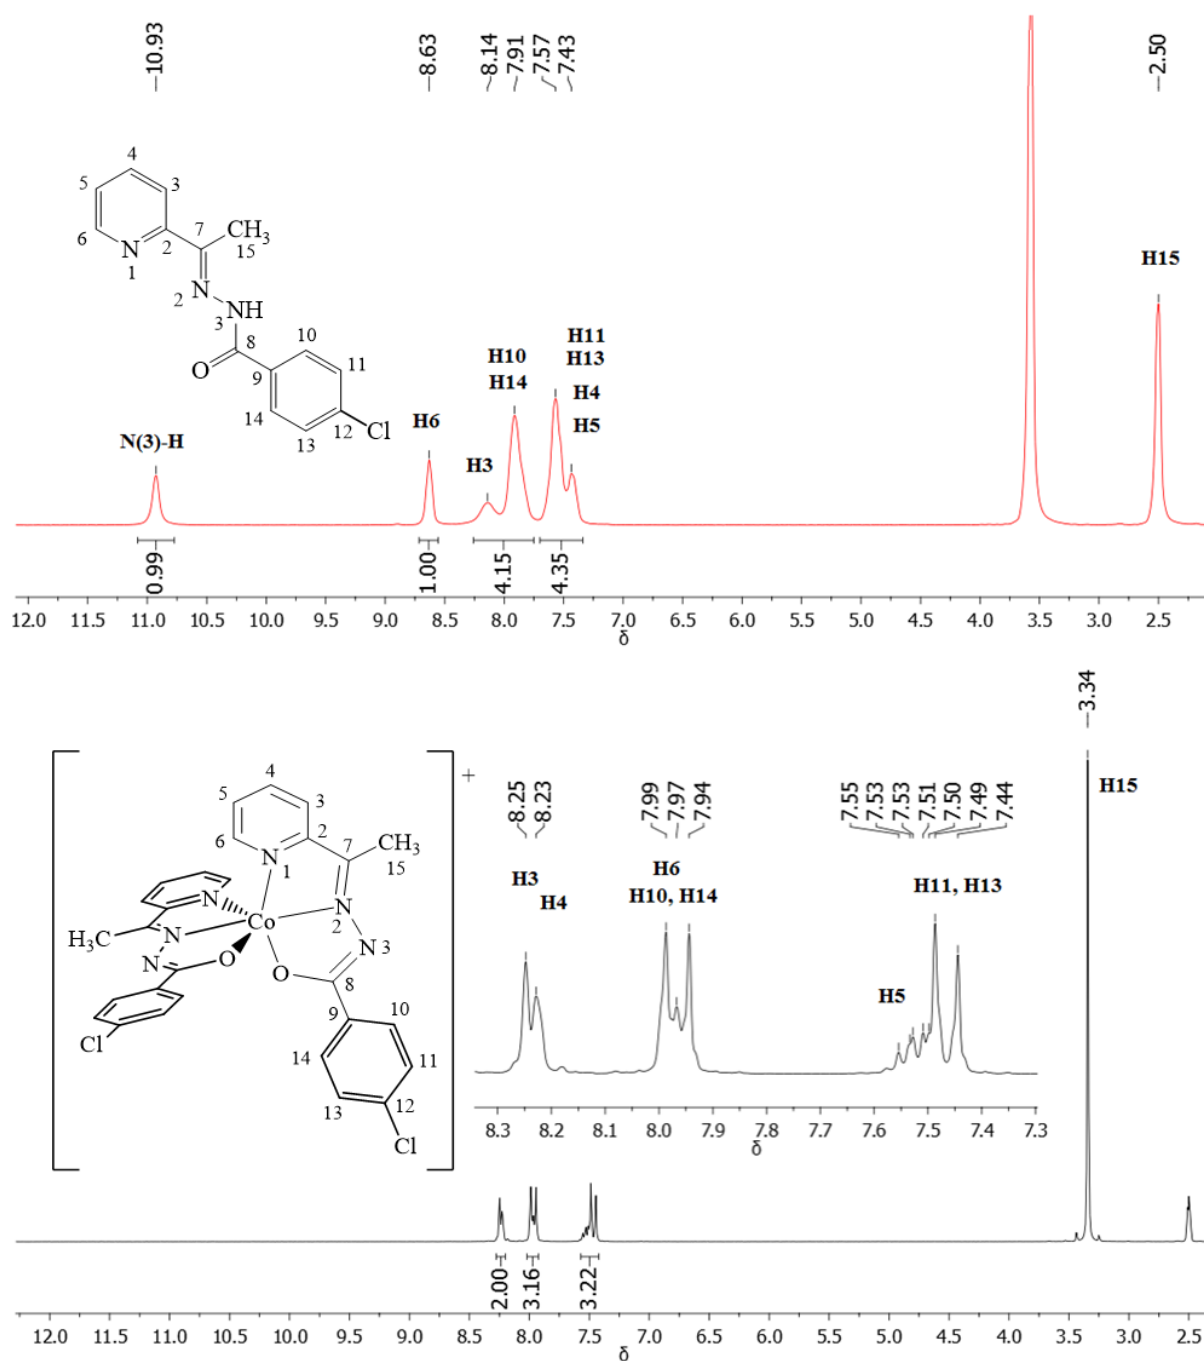 10.93
8.63
8.14
7.91
7.57
7.43
2.50
4
5
3
6
N
1
2
7
CH3
15
N
2
NH
3
8
O
9
10
11
14
13
12
Cl
N(3)-H
H6
H3
H10
H14
H11
H13
H4
H5
H15
0.99
1.00
4.15
4.35
12.0 11.5 11.0 10.5 10.0 9.5 9.0 8.5 8.0 7.5 7.0 6.5 6.0 5.5 5.0 4.5 4.0 3.5 3.0 2.5
δ
3.34
H15
+
4
5
3
6
2
7
CH3
15
N
1
N
N
2
Co
H3C
N
N
N 3
O
O
8
9
10
11
14
13
12
Cl
Cl
8.25
8.23
7.99
7.97
7.94
7.55
7.53
7.53
7.51
7.50
7.49
7.44
H3
H4
H6
H10, H14
H5
H11, H13
8.3 8.2 8.1 8.0 7.9 7.8 7.7 7.6 7.5 7.4 7.3
δ
2.00
3.16
3.22
12.0 11.5 11.0 10.5 10.0 9.5 9.0 8.5 8.0 7.5 7.0 6.5 6.0 5.5 5.0 4.5 4.0 3.5 3.0 2.5
δ